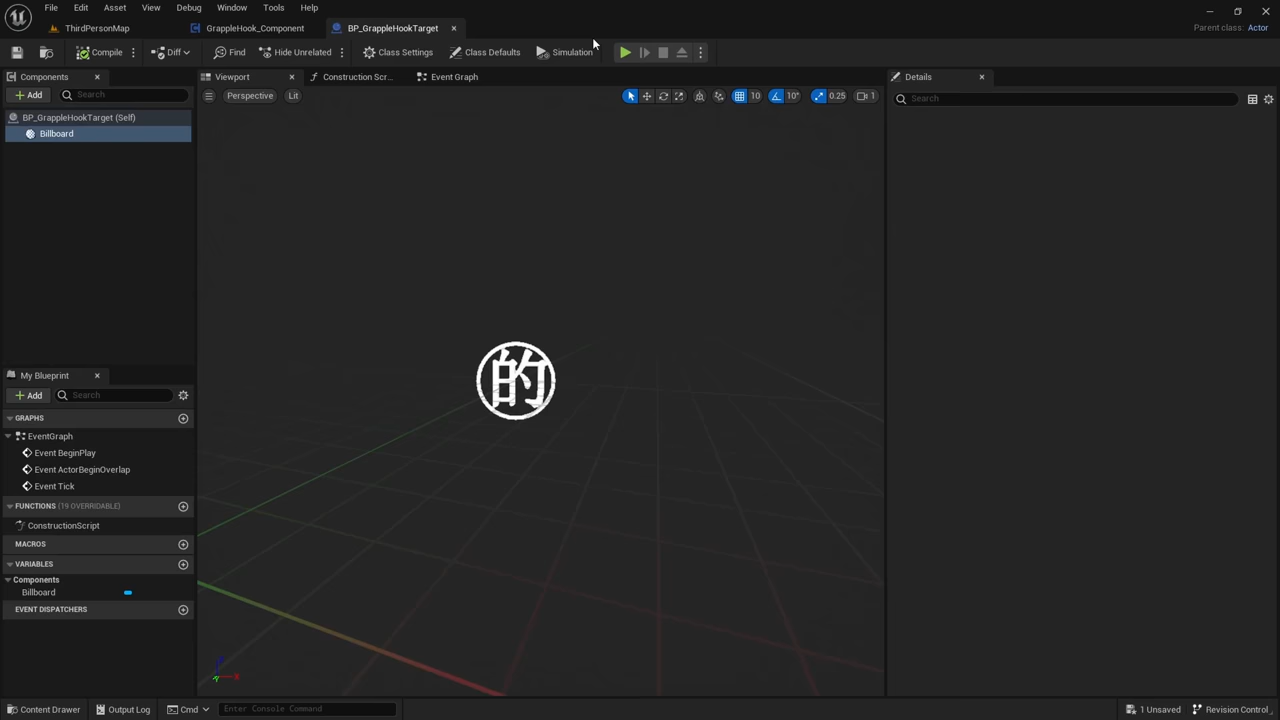 File Edit Asset View Debug Window Tools Help
ThirdPersonMap GrappleHook_Component BP_GrappleHookTarget
Parent class: Actor
Compile Diff Find Hide Unrelated Class Settings Class Defaults Simulation
Components Viewport Construction Scr... Event Graph Details
Add Search Perspective Lit 10 10° 0.25 1 Search
BP_GrappleHookTarget (Self)
Billboard
的
My Blueprint
Add Search
GRAPHS
EventGraph
Event BeginPlay
Event ActorBeginOverlap
Event Tick
FUNCTIONS (19 OVERRIDABLE)
ConstructionScript
MACROS
VARIABLES
Components
Billboard
EVENT DISPATCHERS
Content Drawer Output Log Cmd Enter Console Command 1 Unsaved Revision Control